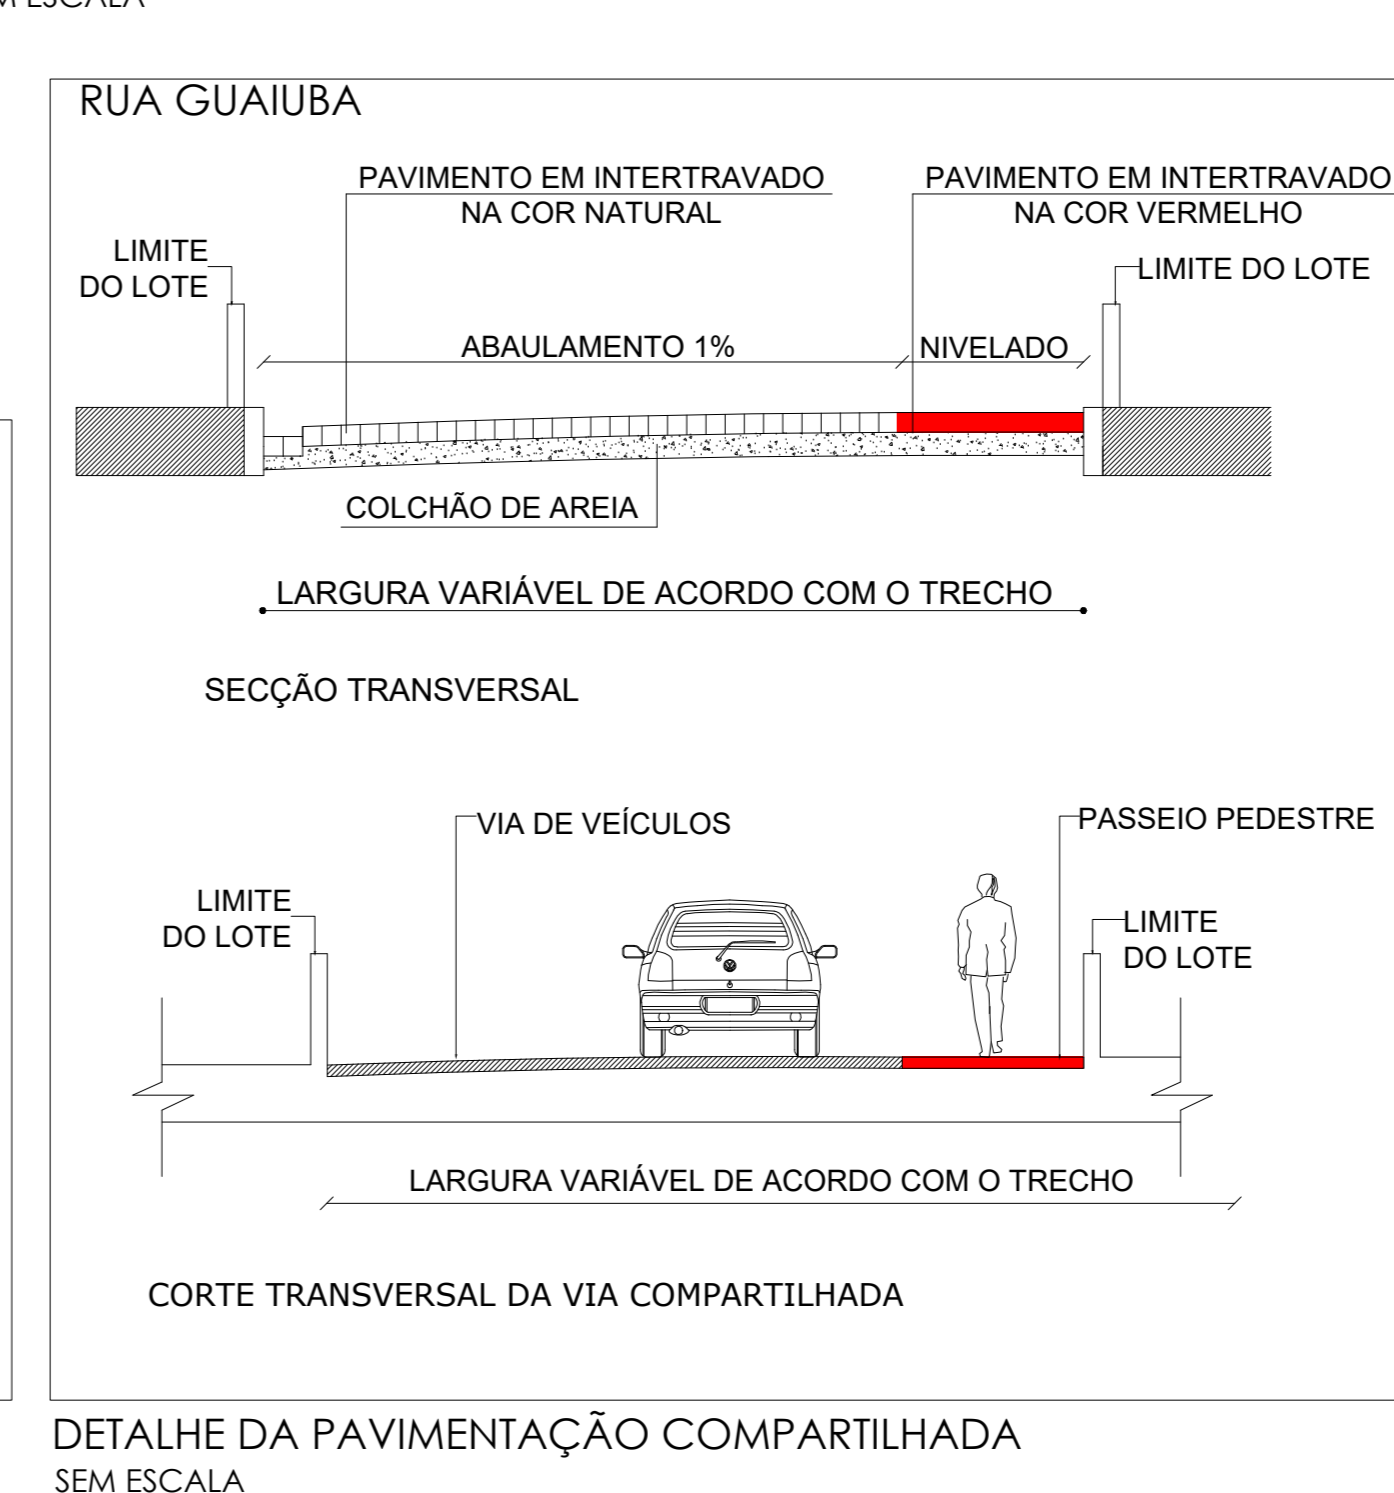 RUA GUAIUBA
PAVIMENTO EM INTERTRAVADO
NA COR NATURAL
PAVIMENTO EM INTERTRAVADO
NA COR VERMELHO
LIMITE
DO LOTE
LIMITE DO LOTE
ABAULAMENTO 1%
NIVELADO
COLCHÃO DE AREIA
LARGURA VARIÁVEL DE ACORDO COM O TRECHO
SECÇÃO TRANSVERSAL
VIA DE VEÍCULOS
PASSEIO PEDESTRE
LIMITE
DO LOTE
LIMITE
DO LOTE
LARGURA VARIÁVEL DE ACORDO COM O TRECHO
CORTE TRANSVERSAL DA VIA COMPARTILHADA
DETALHE DA PAVIMENTAÇÃO COMPARTILHADA
SEM ESCALA